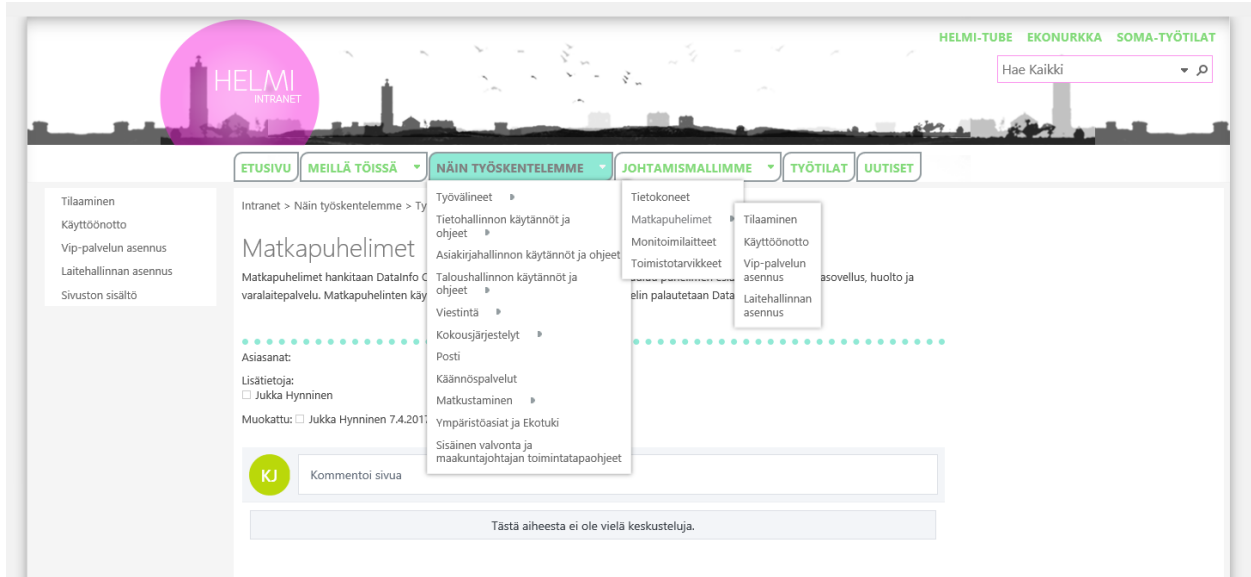 HELMI-TUBE EKONURKKA SOMA-TYÖTILAT
Hae Kaikki
HELMI
INTRANET
ETUSIVU MEILLÄ TÖISSÄ NÄIN TYÖSKENTELEMME JOHTAMISMALLIMME TYÖTILAT UUTISET
Tilaaminen
Käyttöönotto
Vip-palvelun asennus
Laitehallinnan asennus
Sivuston sisältö
Intranet > Näin työskentelemme > Ty
Matkapuhelimet
Matkapuhelimet hankitaan DataInfo
varalaitepalvelu. Matkapuhelinten käy
Työvälineet
Tietohallinnon käytännöt ja
ohjeet
Asiakirjahallinnon käytännöt ja ohjeet
Taloushallinnon käytännöt ja
ohjeet
Viestintä
Kokousjärjestelyt
Posti
Käännöspalvelut
Matkustaminen
Ympäristöasiat ja Ekotuki
Sisäinen valvonta ja
maakuntajohtajan toimintatapaohjeet
Tietokoneet
Matkapuhelimet
Monitoimilaitteet
Toimistotarvikkeet
Tilaaminen
Käyttöönotto
Vip-palvelun
asennus
Laitehallinnan
asennus
asovellus, huolto ja
elin palautetaan Data
Asiasanat:
Lisätietoja:
Jukka Hynninen
Muokattu: Jukka Hynninen 7.4.2017
KJ
Kommentoi sivua
Tästä aiheesta ei ole vielä keskusteluja.